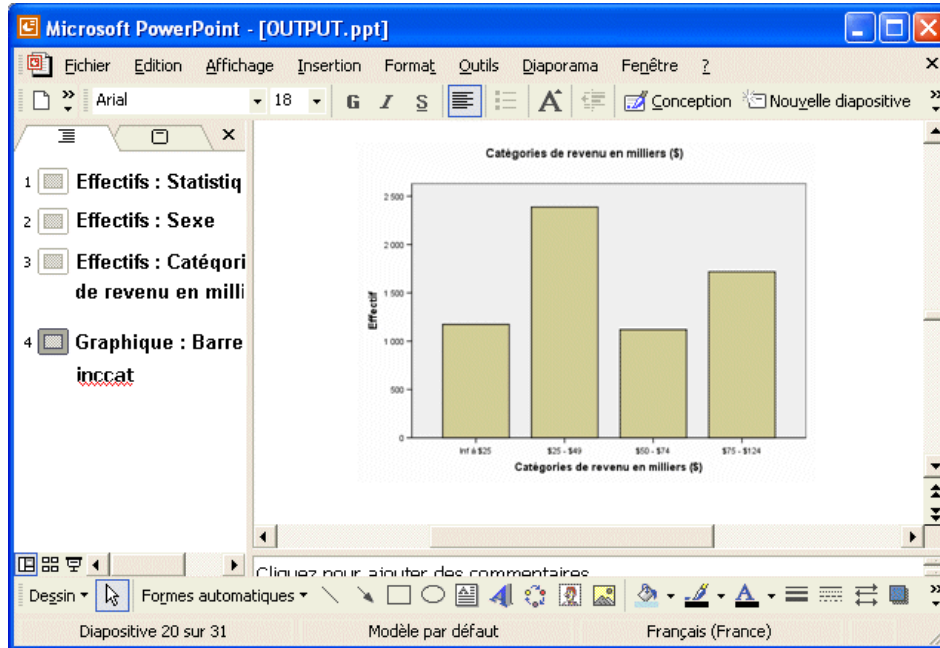 Microsoft PowerPoint - [OUTPUT.ppt]
Fichier Edition Affichage Insertion Format Outils Diaporama Fenêtre ?
Arial 18 G I S A Conception Nouvelle diapositive
1 Effectifs : Statistiq
2 Effectifs : Sexe
3 Effectifs : Catégori
de revenu en milli
4 Graphique : Barre
inccat
Catégories de revenu en milliers ($)
Effectif
2 500
2 000
1 500
1 000
500
0
Inf à $25 $25 - $49 $50 - $74 $75 - $124
Catégories de revenu en milliers ($)
Cliquez pour ajouter des commentaires
Dessin Formes automatiques A
Diapositive 20 sur 31 Modèle par défaut Français (France)